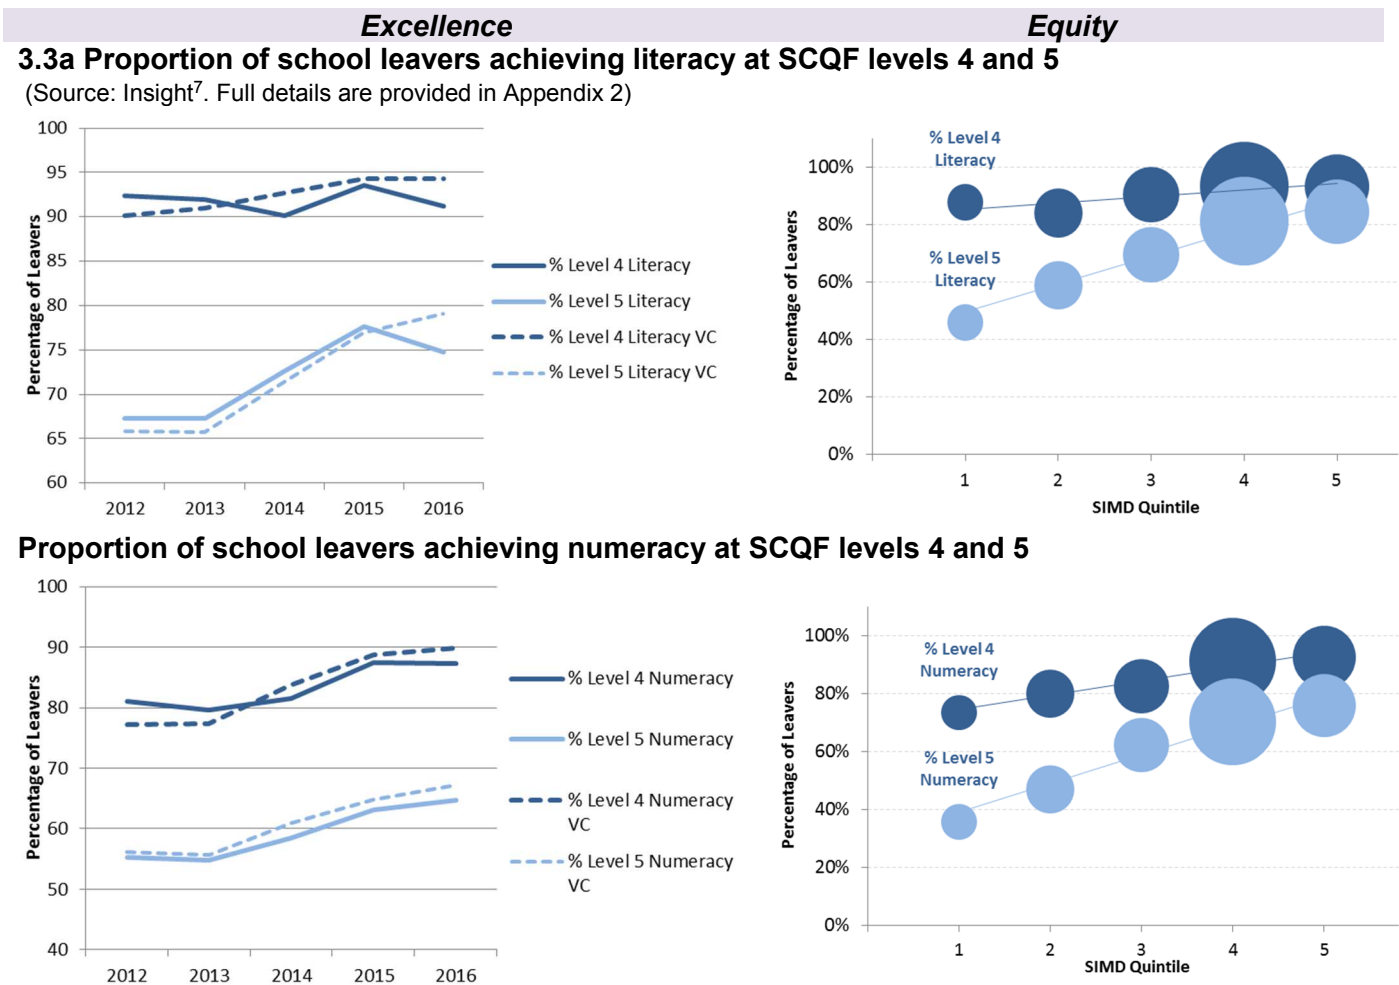 Excellence
Equity
3.3a Proportion of school leavers achieving literacy at SCQF levels 4 and 5
(Source: Insight7. Full details are provided in Appendix 2)
100
95
90
85
80
75
70
65
60
Percentage of Leavers
2012 2013 2014 2015 2016
% Level 4 Literacy
% Level 5 Literacy
% Level 4 Literacy VC
% Level 5 Literacy VC
% Level 4
Literacy
% Level 5
Literacy
100%
80%
60%
40%
20%
0%
Percentage of Leavers
1 2 3 4 5
SIMD Quintile
Proportion of school leavers achieving numeracy at SCQF levels 4 and 5
100
90
80
70
60
50
40
Percentage of Leavers
2012 2013 2014 2015 2016
% Level 4 Numeracy
% Level 5 Numeracy
% Level 4 Numeracy
VC
% Level 5 Numeracy
VC
% Level 4
Numeracy
% Level 5
Numeracy
100%
80%
60%
40%
20%
0%
Percentage of Leavers
1 2 3 4 5
SIMD Quintile